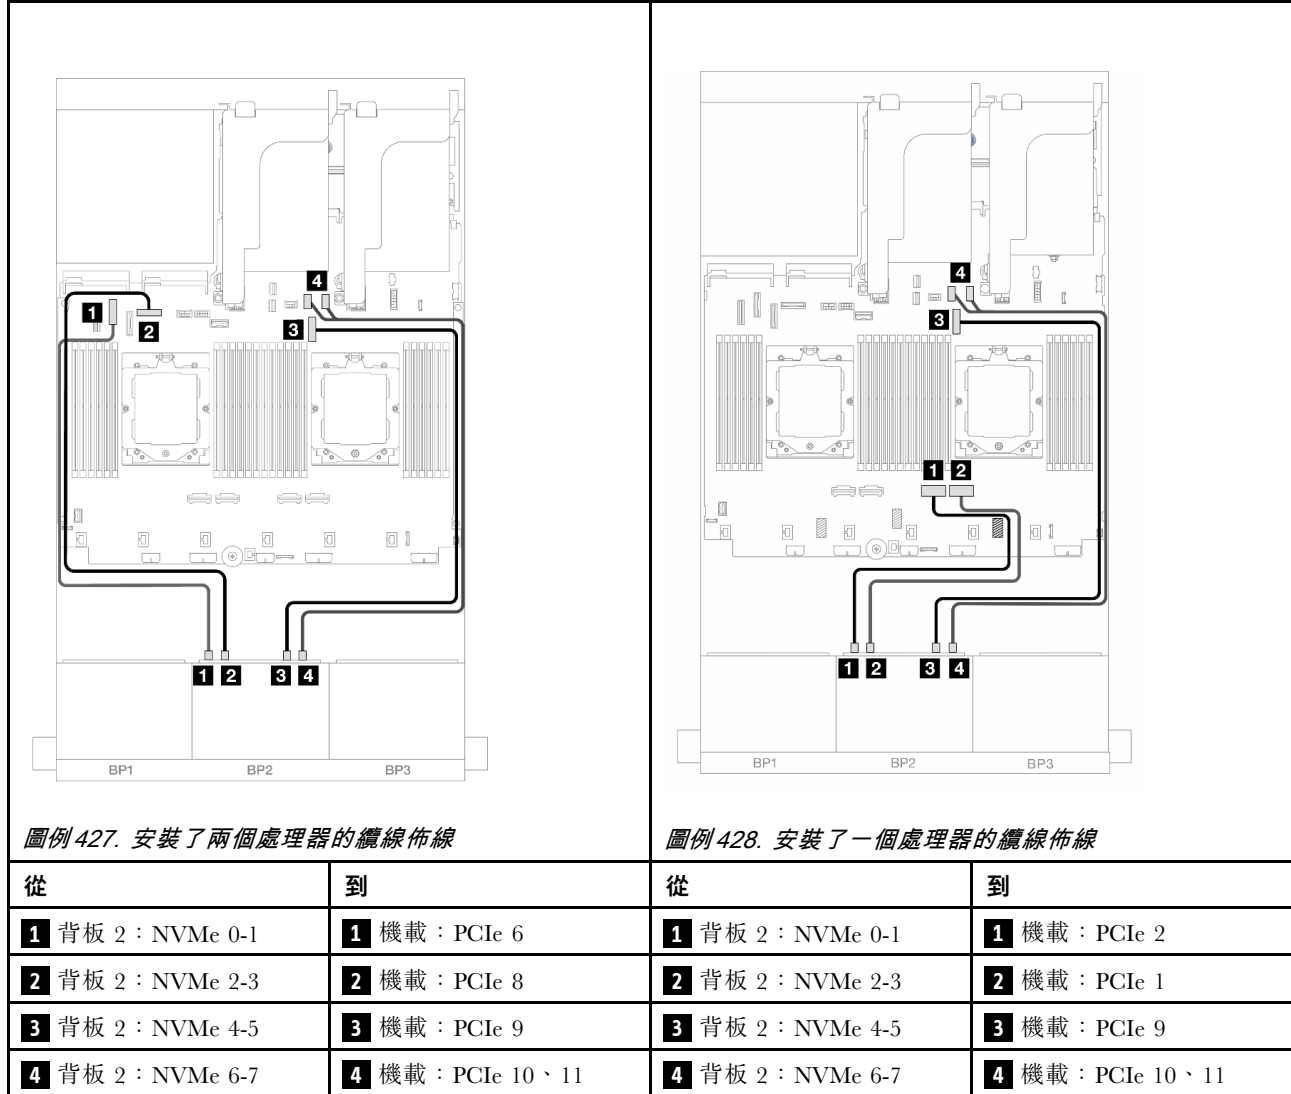 1
2
3
4
1 2 3 4
BP1 BP2 BP3
圖例 427. 安裝了兩個處理器的纜線佈線
4
3
1 2
1 2 3 4
BP1 BP2 BP3
圖例 428. 安裝了一個處理器的纜線佈線
從 到 從 到
1 背板 2：NVMe 0-1 1 機載：PCIe 6 1 背板 2：NVMe 0-1 1 機載：PCIe 2
2 背板 2：NVMe 2-3 2 機載：PCIe 8 2 背板 2：NVMe 2-3 2 機載：PCIe 1
3 背板 2：NVMe 4-5 3 機載：PCIe 9 3 背板 2：NVMe 4-5 3 機載：PCIe 9
4 背板 2：NVMe 6-7 4 機載：PCIe 10、11 4 背板 2：NVMe 6-7 4 機載：PCIe 10、11